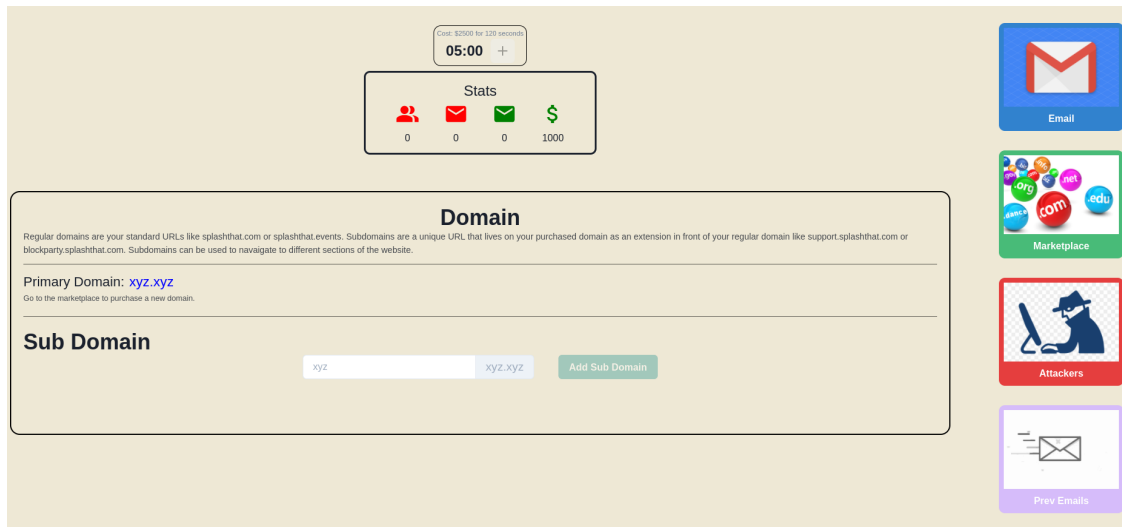 Cost: $2500 for 120 seconds
05:00 +
Stats
0 0 0 1000
Domain
Regular domains are your standard URLs like splashthat.com or splashthat.events. Subdomains are a unique URL that lives on your purchased domain as an extension in front of your regular domain like support.splashthat.com or
blockparty.splashthat.com. Subdomains can be used to navaigate to different sections of the website.
Primary Domain: xyz.xyz
Go to the marketplace to purchase a new domain.
Sub Domain
xyz xyz.xyz Add Sub Domain
Email
.info
.org .net
.com .edu
Marketplace
Attackers
Prev Emails